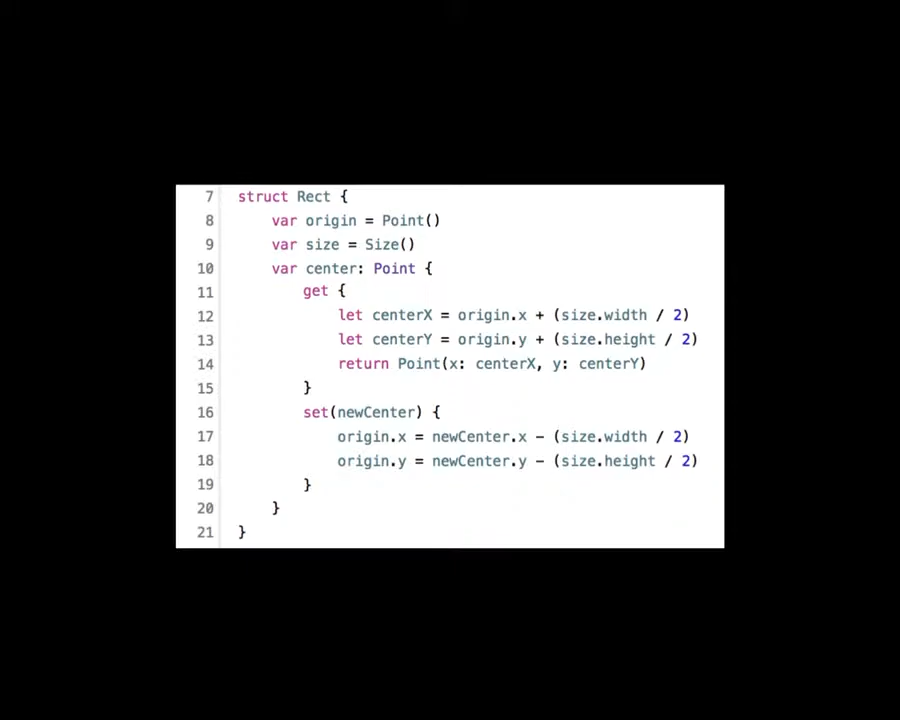 7 struct Rect {
8 var origin = Point()
9 var size = Size()
10 var center: Point {
11 get {
12 let centerX = origin.x + (size.width / 2)
13 let centerY = origin.y + (size.height / 2)
14 return Point(x: centerX, y: centerY)
15 }
16 set(newCenter) {
17 origin.x = newCenter.x - (size.width / 2)
18 origin.y = newCenter.y - (size.height / 2)
19 }
20 }
21 }